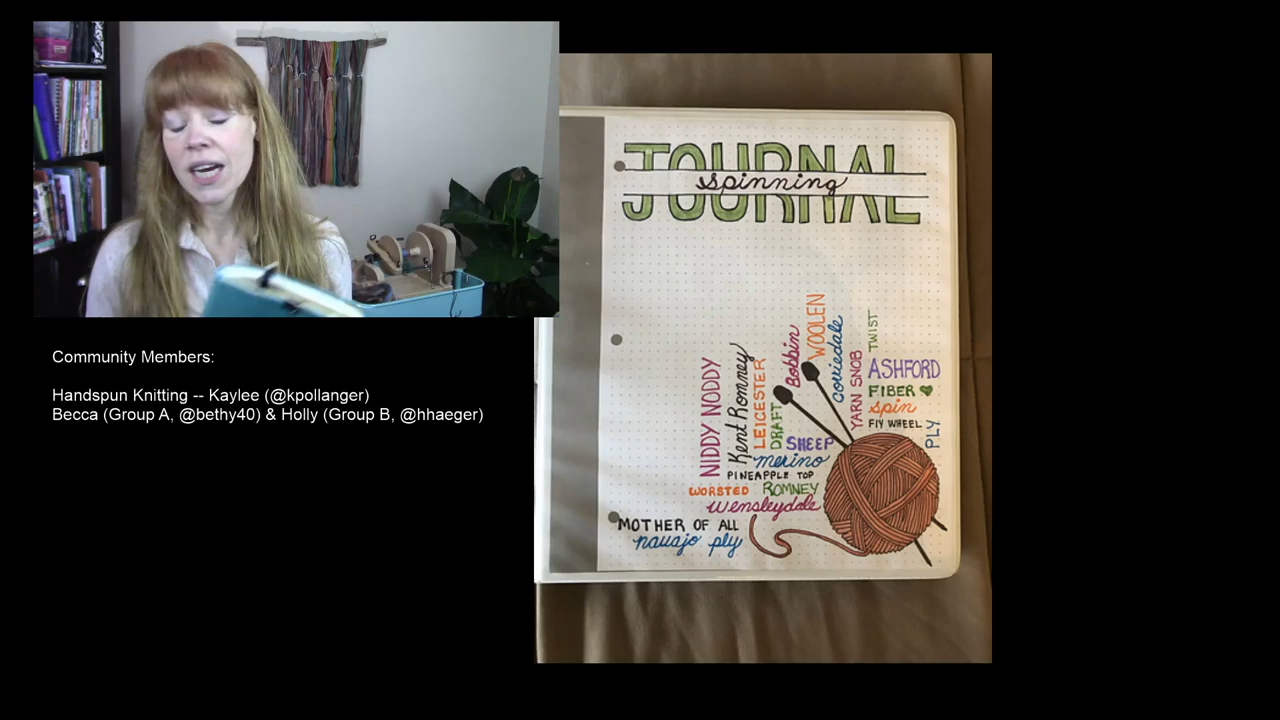 Community Members:
Handspun Knitting -- Kaylee (@kpollanger)
Becca (Group A, @bethy40) & Holly (Group B, @hhaeger)
JOURNAL
spinning
NIDDY NODDY
Kent Romney
LEICESTER
DRAFT
Bobbin
WOOLEN
corriedale
YARN SNOB
TWIST
ASHFORD
FIBER
spin
FlY WHEEL
PLY
SHEEP
merino
PINEAPPLE TOP
WORSTED
ROMNEY
Wensleydale
MOTHER OF ALL
navajo ply